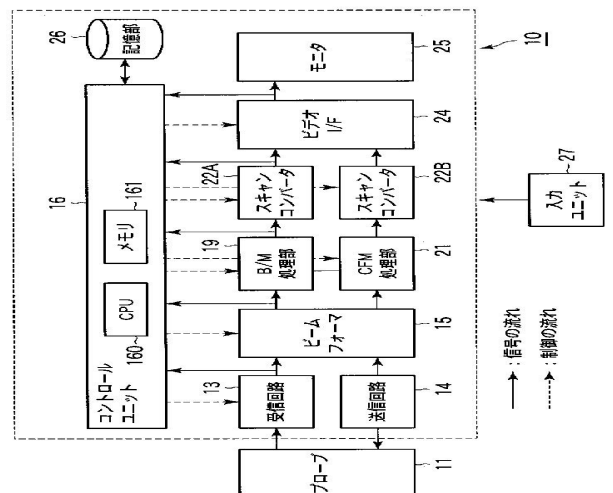 コントロール
ユニット
16
CPU
160
メモリ
161
記憶部
26
プローブ
11
受信回路
13
送信回路
14
ビーム
フォーマ
15
B/M
処理部
19
CFM
処理部
21
スキャン
コンバータ
22A
スキャン
コンバータ
22B
ビデオ
I/F
24
モニタ
25
10
入力
ユニット
27
:信号の流れ
:制御の流れ